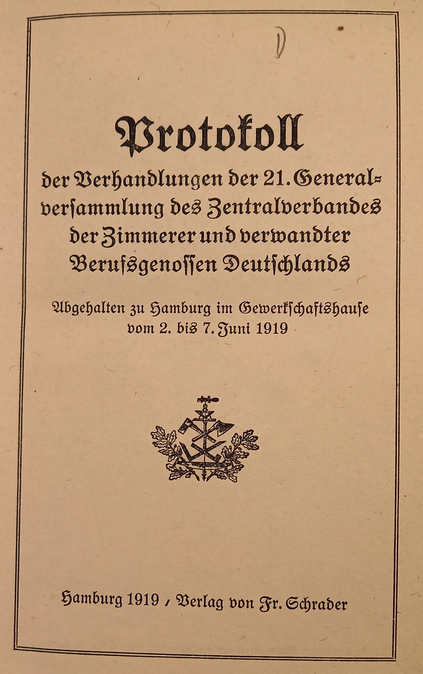 D
Protokoll
der Verhandlungen der 21. General-
versammlung des Zentralverbandes
der Zimmerer und verwandter
Berufsgenossen Deutschlands
Abgehalten zu Hamburg im Gewerkschaftshause
vom 2. bis 7. Juni 1919
Hamburg 1919 / Verlag von Fr. Schrader